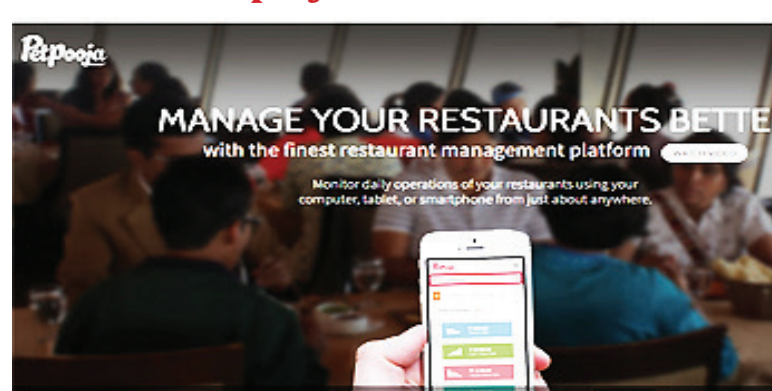 Petpooja
MANAGE YOUR RESTAURANTS BETTE
with the finest restaurant management platform
Monitor daily operations of your restaurants using your
computer, tablet, or smartphone from just about anywhere.